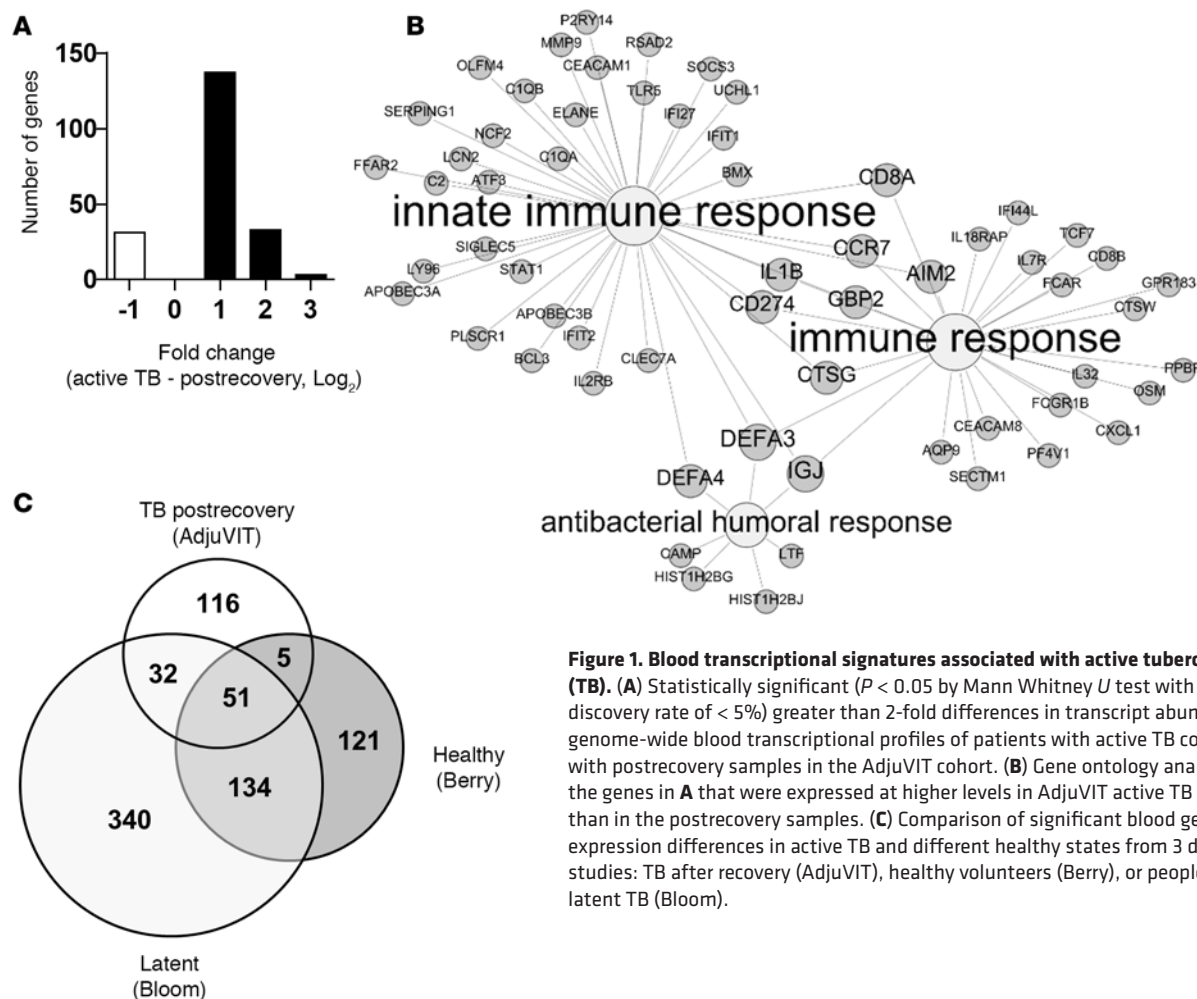 A
150
100
50
0
Number of genes
-1 0 1 2 3
Fold change
(active TB - postrecovery, Log2)
B
P2RY14
MMP9
RSAD2
OLFM4
CEACAM1
SOCS3
C1QB
TLR5
UCHL1
SERPING1
ELANE
IFI27
NCF2
IFIT1
FFAR2
LCN2
C1QA
C2
ATF3
BMX
CD8A
innate immune response
IFI44L
SIGLEC5
CCR7
IL18RAP
TCF7
LY96
STAT1
IL1B
AIM2
IL7R
CD8B
APOBEC3A
CD274
GBP2
FCAR
GPR183
APOBEC3B
CTSW
PLSCR1
IFIT2
immune response
BCL3
CLEC7A
IL2RB
CTSG
IL32
PPBP
OSM
FCGR1B
DEFA3
CEACAM8
CXCL1
AQP9
PF4V1
DEFA4
IGJ
SECTM1
antibacterial humoral response
CAMP
LTF
HIST1H2BG
HIST1H2BJ
C
TB postrecovery
(AdjuVIT)
116
32
5
51
121
134
340
Healthy
(Berry)
Latent
(Bloom)
Figure 1. Blood transcriptional signatures associated with active tuberc
(TB). (A) Statistically significant (P < 0.05 by Mann Whitney U test with
discovery rate of < 5%) greater than 2-fold differences in transcript abun
genome-wide blood transcriptional profiles of patients with active TB co
with postrecovery samples in the AdjuVIT cohort. (B) Gene ontology ana
the genes in A that were expressed at higher levels in AdjuVIT active TB
than in the postrecovery samples. (C) Comparison of significant blood ge
expression differences in active TB and different healthy states from 3 d
studies: TB after recovery (AdjuVIT), healthy volunteers (Berry), or people
latent TB (Bloom).